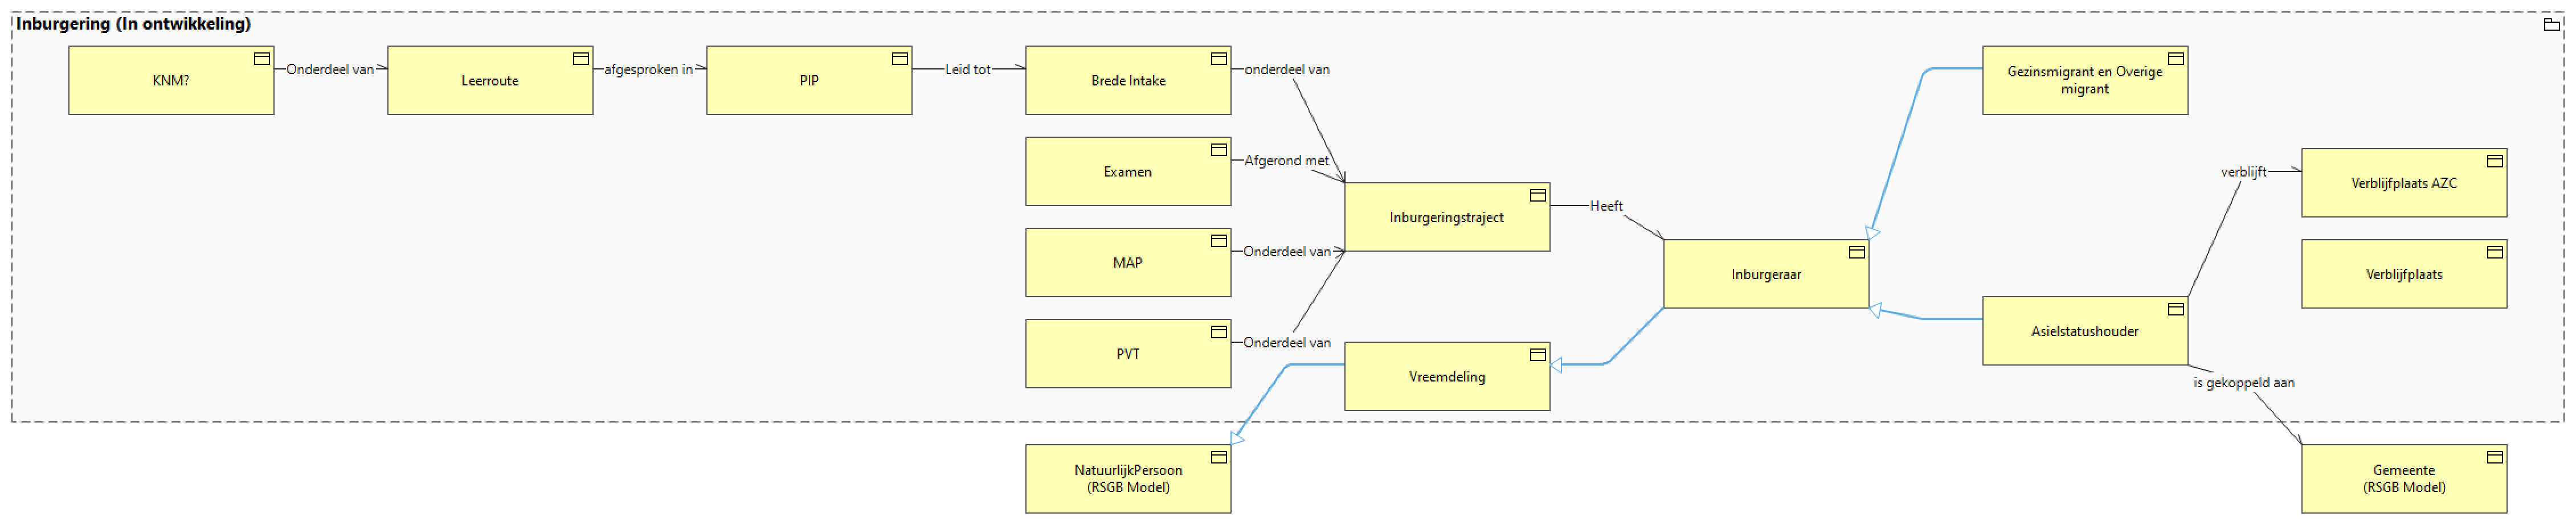 Inburgering (In ontwikkeling)
KNM?
Onderdeel van
Leerroute
afgesproken in
PIP
Leid tot
Brede Intake
onderdeel van
Gezinsmigrant en Overige
migrant
Examen
Afgerond met
verblijft
Verblijfplaats AZC
Inburgeringstraject
Heeft
MAP
Onderdeel van
Inburgeraar
Verblijfplaats
Asielstatushouder
PVT
Onderdeel van
Vreemdeling
is gekoppeld aan
NatuurlijkPersoon
(RSGB Model)
Gemeente
(RSGB Model)